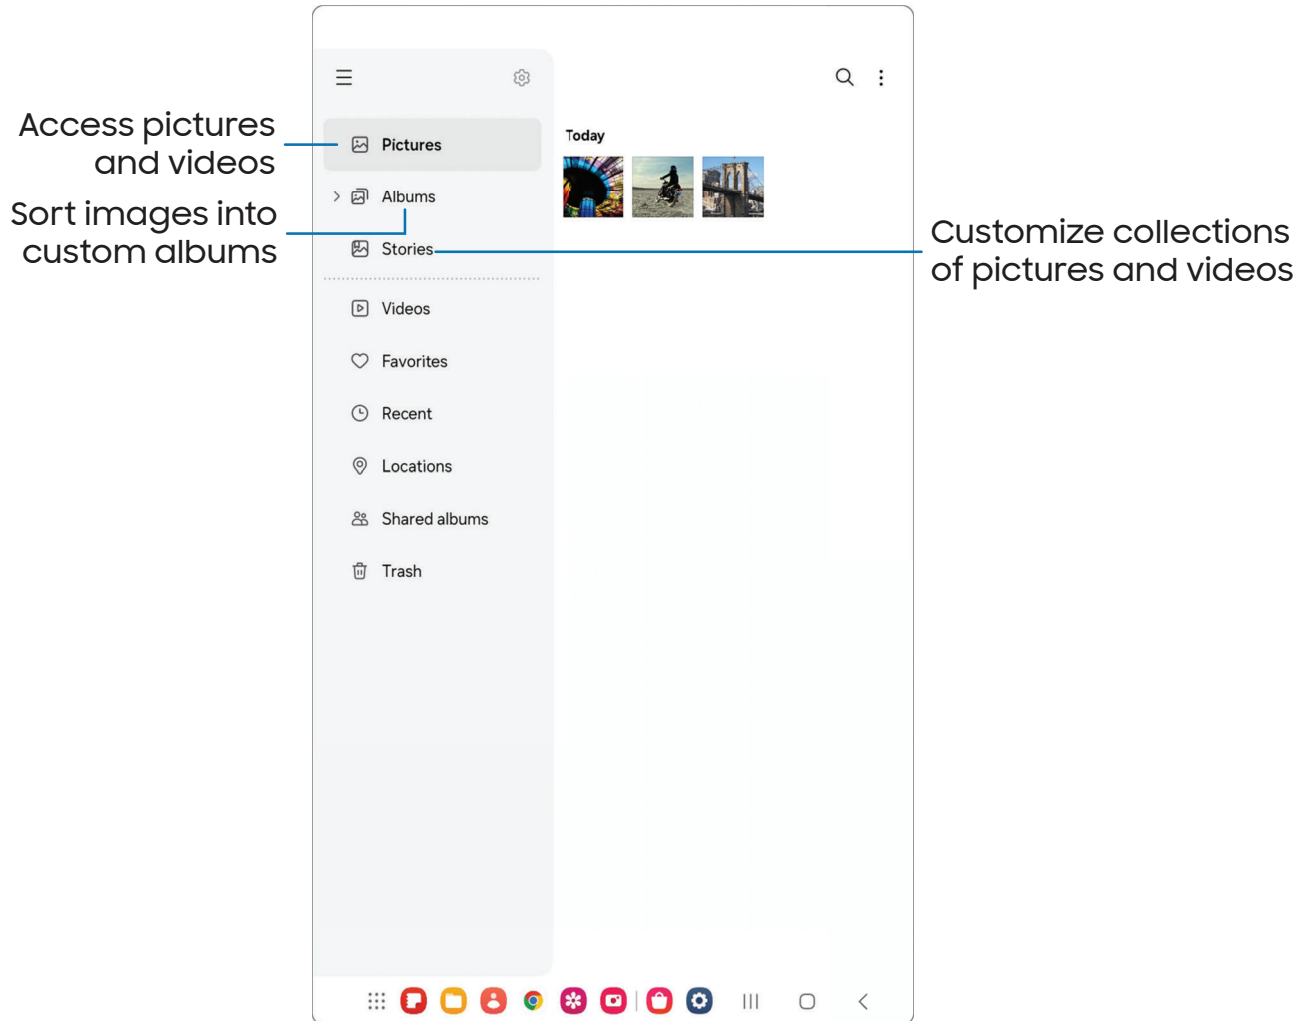 Access pictures
and videos
Sort images into
custom albums
Pictures
Albums
Stories
Videos
Favorites
Recent
Locations
Shared albums
Trash
Today
Customize collections
of pictures and videos